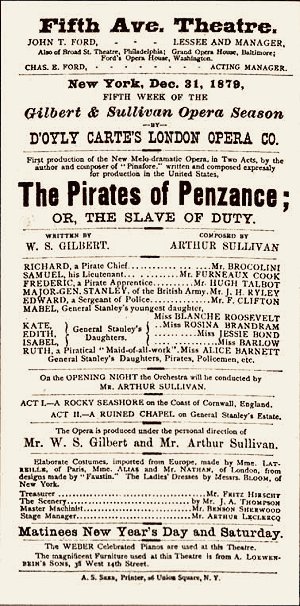 Fifth Ave. Theatre.
JOHN T. FORD, - - - - LESSEE AND MANAGER,
Also of Broad St. Theatre, Philadelphia; Grand Opera House, Baltimore;
Ford's Opera House, Washington.
CHAS. E. FORD, - - - - - ACTING MANAGER.
New York, Dec. 31, 1879,
FIFTH WEEK OF THE
Gilbert & Sullivan Opera Season
—BY—
D'OYLY CARTE'S LONDON OPERA CO.
First production of the New Melo-dramatic Opera, in Two Acts, by the
author and composer of "Pinafore," written and composed expressly
for production in the United States,
The Pirates of Penzance;
OR, THE SLAVE OF DUTY.
WRITTEN BY COMPOSED BY
W. S. GILBERT. ARTHUR SULLIVAN
RICHARD, a Pirate Chief Mr. BROCOLINI
SAMUEL, his Lieutenant Mr. FURNEAUX COOK
FREDERIC, a Pirate Apprentice Mr. HUGH TALBOT
MAJOR-GEN. STANLEY, of the British Army Mr. J. H. RYLEY
EDWARD, a Sergeant of Police Mr. F. CLIFTON
MABEL, General Stanley's youngest daughter,
Miss BLANCHE ROOSEVELT
KATE, Miss ROSINA BRANDRAM
EDITH, General Stanley's Daughters. Miss JESSIE BOND
ISABEL, Miss BARLOW
RUTH, a Piratical "Maid-of-all-work" Miss ALICE BARNETT
General Stanley's Daughters, Pirates, Policemen, etc.
On the OPENING NIGHT the Orchestra will be conducted by
Mr. ARTHUR SULLIVAN.
ACT I.—A ROCKY SEASHORE on the Coast of Cornwall, England.
ACT II.—A RUINED CHAPEL on General Stanley's Estate.
The Opera is produced under the personal direction of
Mr. W. S. Gilbert and Mr. Arthur Sullivan.
Elaborate Costumes, imported from Europe, made by Mme. LAT-
REILLE, of Paris, Mme. ALIAS and Mr. NATHAN, of London, from
designs made by "Faustin." The Ladies' Dresses by Messrs. BLOOM,
of New York.
Treasurer Mr. FRITZ HIRSCHY
The Scenery by Mr. J. A. THOMPSON
Master Machinist Mr. BENSON SHERWOOD
Stage Manager Mr. ARTHUR LECLERCQ
Matinees New Year's Day and Saturday.
The WEBER Celebrated Pianos are used at this Theatre.
The magnificent Furniture used at this Theatre is from A. LOEWEN-
BEIN'S SONS, 38 West 14th Street.
A. S. SEER, Printer, 26 Union Square, N. Y.